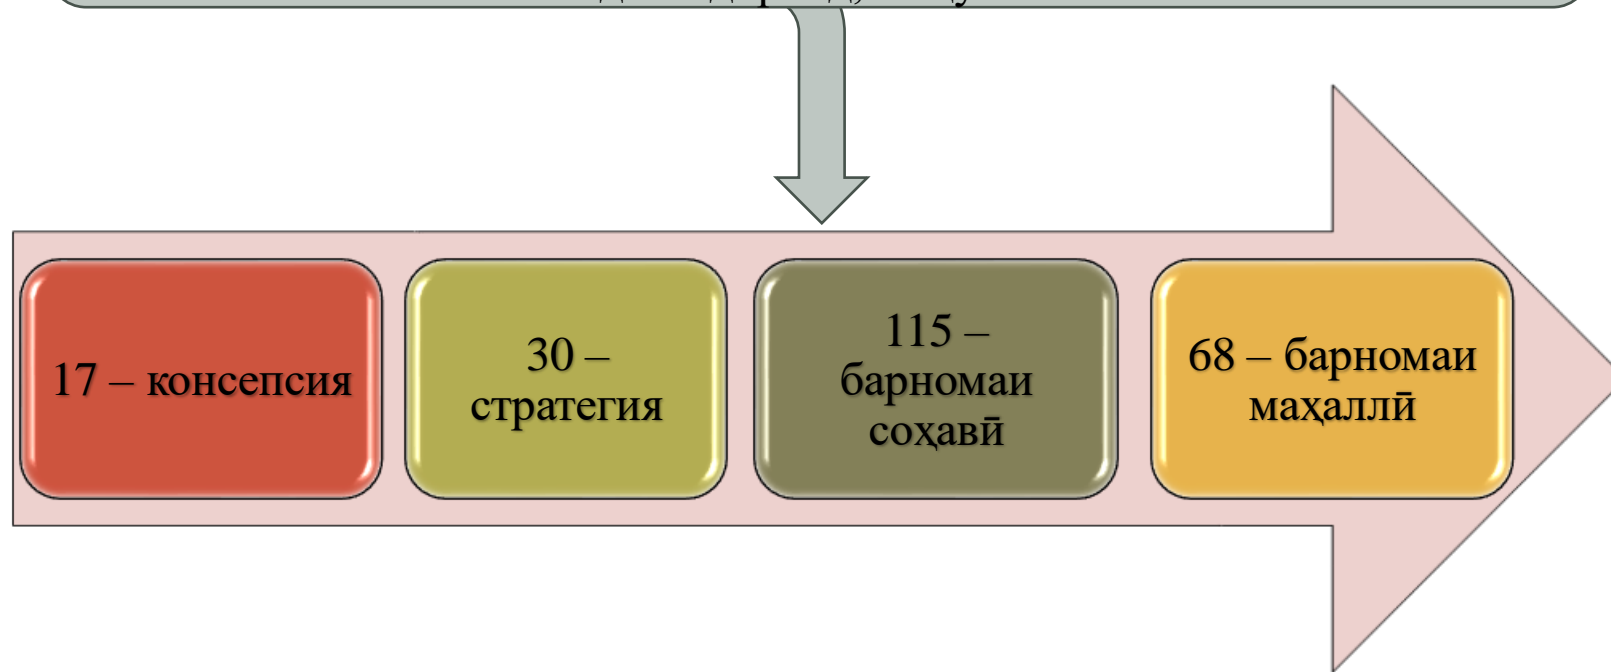 17 – консепсия
30 –
стратегия
115 –
барномаи
соҳавӣ
68 – барномаи
маҳаллӣ